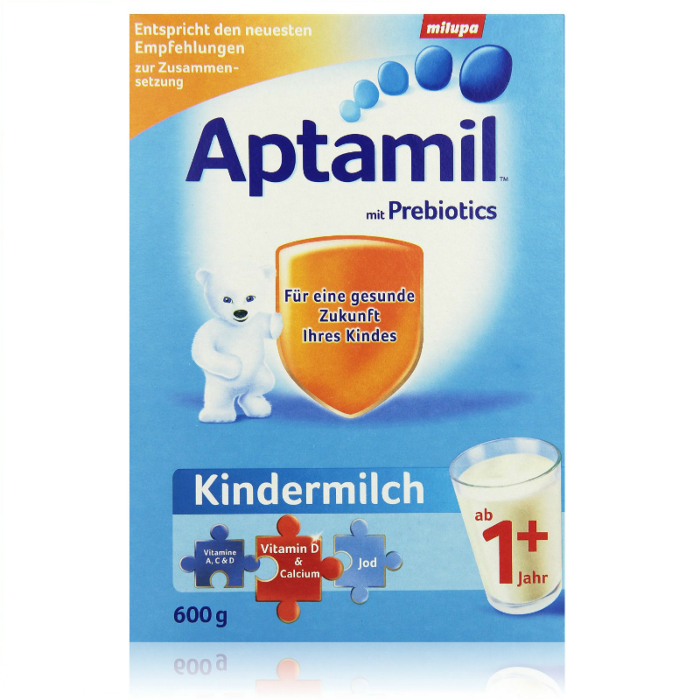 Entspricht den neuesten
Empfehlungen
zur Zusammen-
setzung
milupa
Aptamil™
mit Prebiotics
Für eine gesunde
Zukunft
Ihres Kindes
Kindermilch
Vitamine
A, C & D
Vitamin D
&
Calcium
Jod
ab
1+
Jahr
600 g